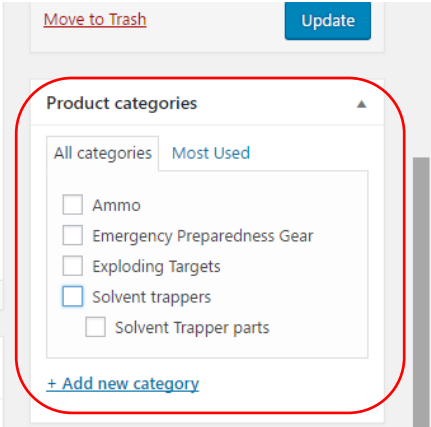 Move to Trash Update
Product categories
All categories Most Used
Ammo
Emergency Preparedness Gear
Exploding Targets
Solvent trappers
Solvent Trapper parts
+ Add new category